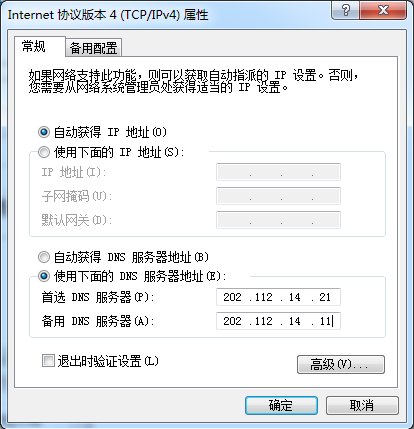 Internet 协议版本 4 (TCP/IPv4) 属性
常规 备用配置
如果网络支持此功能，则可以获取自动指派的 IP 设置。否则，
您需要从网络系统管理员处获得适当的 IP 设置。
自动获得 IP 地址(O)
使用下面的 IP 地址(S):
IP 地址(I): . . .
子网掩码(U): . . .
默认网关(D): . . .
自动获得 DNS 服务器地址(B)
使用下面的 DNS 服务器地址(E):
首选 DNS 服务器(P): 202 .112 . 14 . 21
备用 DNS 服务器(A): 202 .112 . 14 . 11
退出时验证设置(L)
高级(V)...
确定 取消